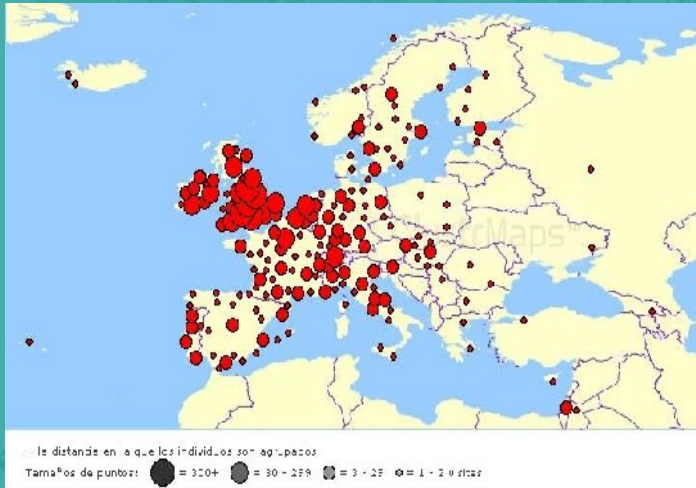 rMaps
la distancia en la que los individuos son agrupados
Tamaños de puntos: = 300+ = 30 - 299 = 3 - 29 = 1 - 2 visitas